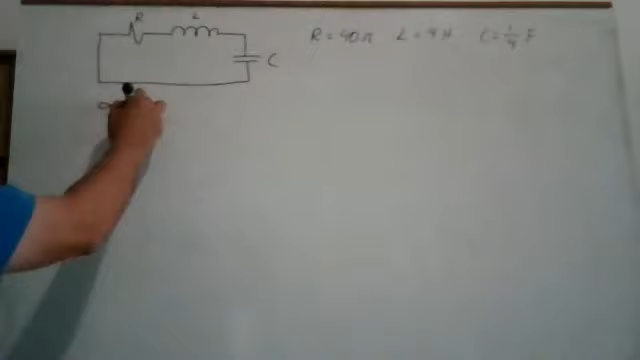 R L
R = 40 Ω L = 4 H C = 1/4 F
C